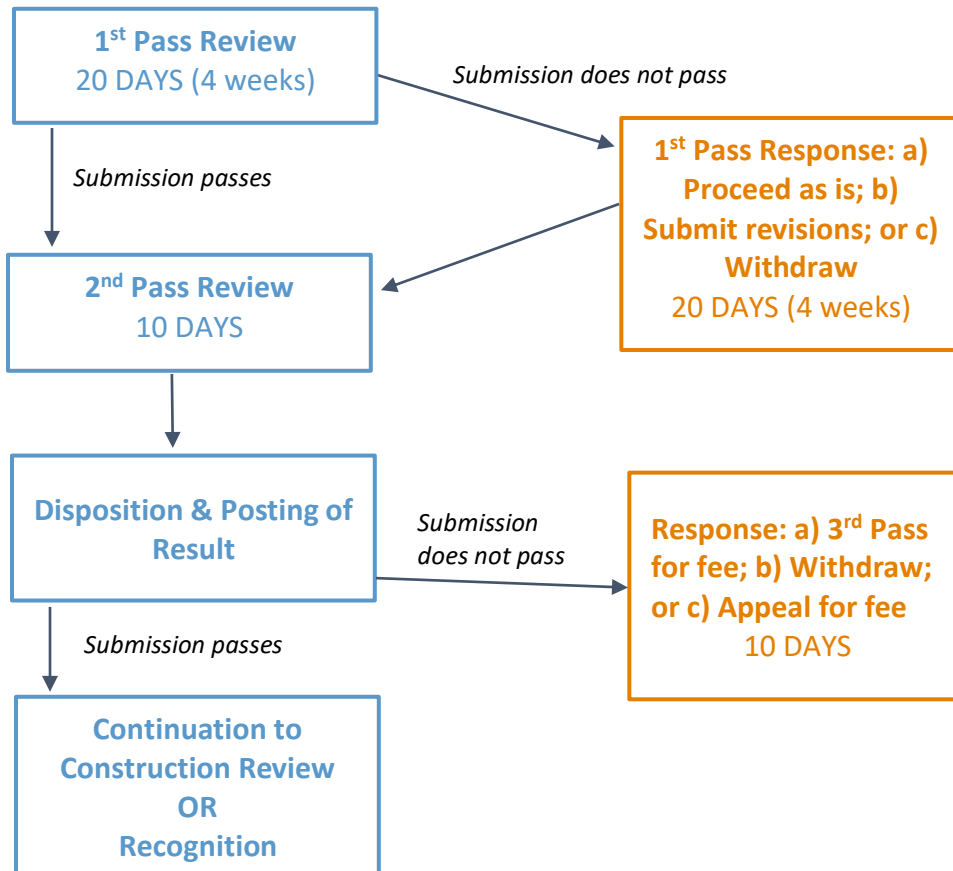 1st Pass Review
20 DAYS (4 weeks)
Submission does not pass
Submission passes
1st Pass Response: a)
Proceed as is; b)
Submit revisions; or c)
Withdraw
20 DAYS (4 weeks)
2nd Pass Review
10 DAYS
Disposition & Posting of
Result
Submission
does not pass
Response: a) 3rd Pass
for fee; b) Withdraw;
or c) Appeal for fee
10 DAYS
Submission passes
Continuation to
Construction Review
OR
Recognition